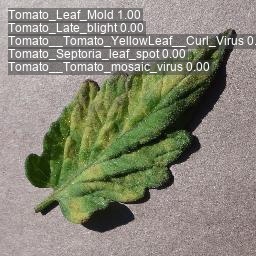 Tomato_Leaf_Mold 1.00
Tomato_Late_blight 0.00
Tomato__Tomato_YellowLeaf__Curl_Virus 0.
Tomato_Septoria_leaf_spot 0.00
Tomato__Tomato_mosaic_virus 0.00